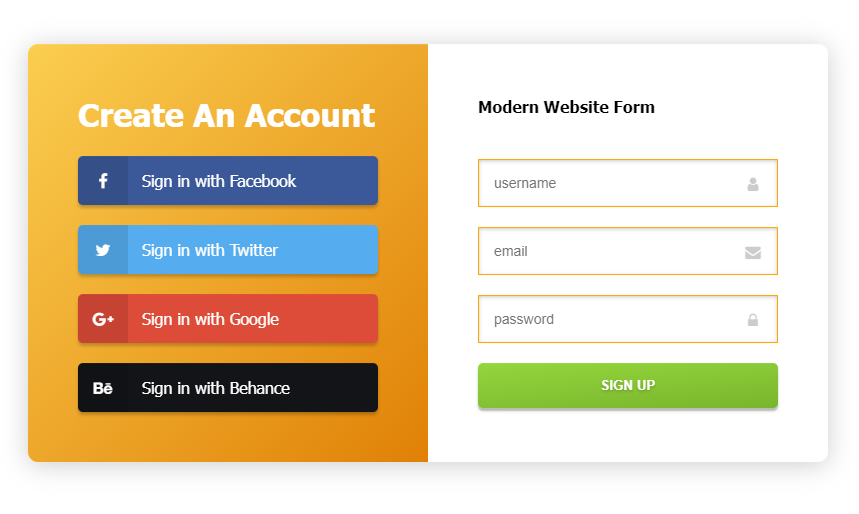 Create An Account
Sign in with Facebook
Sign in with Twitter
G+ Sign in with Google
Bē Sign in with Behance
Modern Website Form
username
email
password
SIGN UP